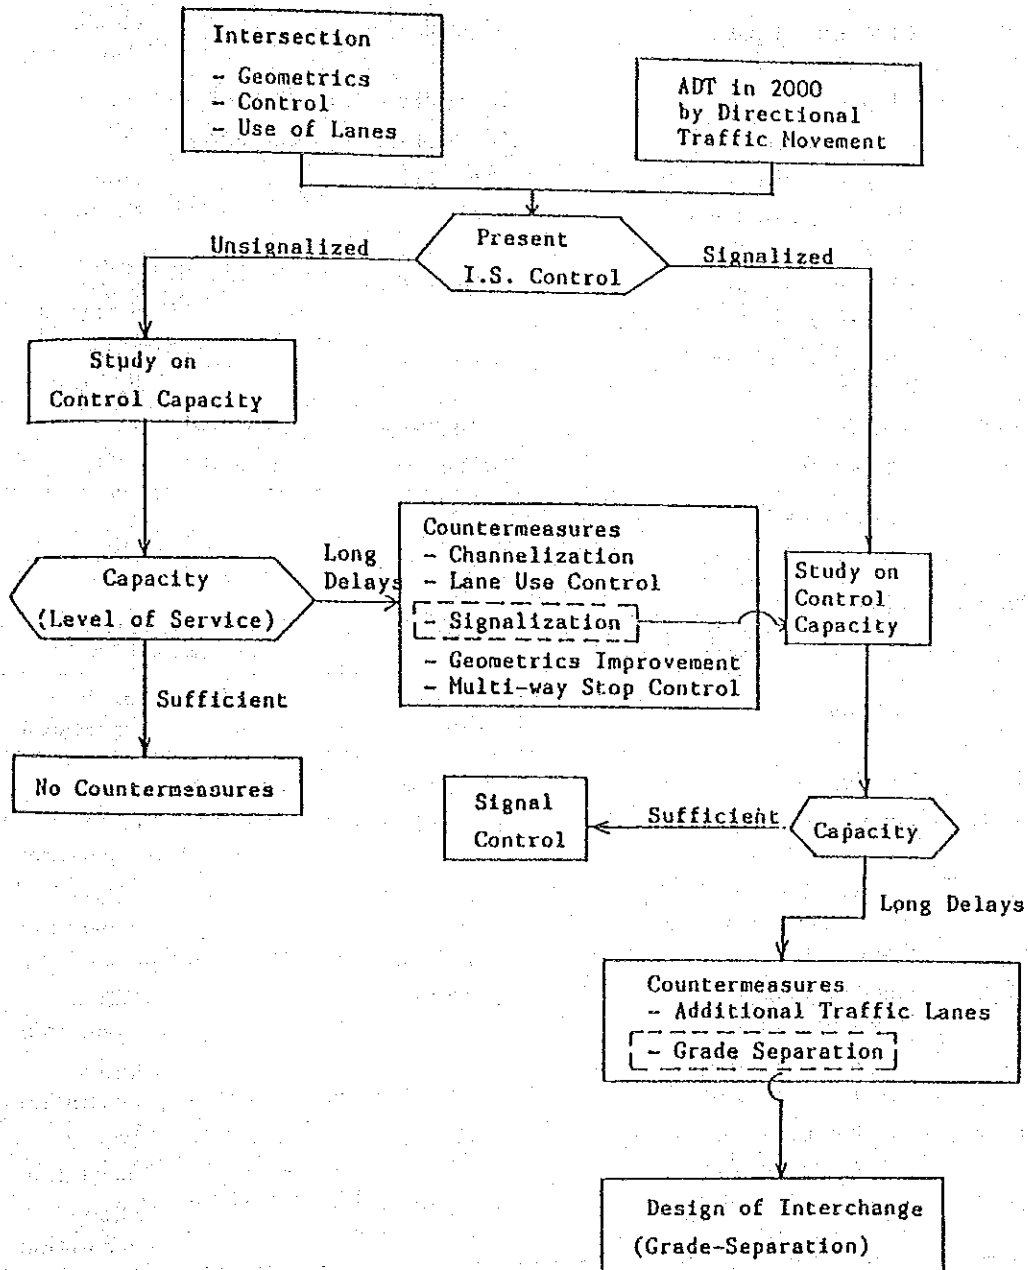 Intersection
- Geometrics
- Control
- Use of Lanes
ADT in 2000
by Directional
Traffic Movement
Present
I.S. Control
Unsignalized
Signalized
Study on
Control Capacity
Capacity
(Level of Service)
Long
Delays
Countermeasures
- Channelization
- Lane Use Control
- Signalization
- Geometrics Improvement
- Multi-way Stop Control
Study on
Control
Capacity
Sufficient
No Countermeasures
Signal
Control
Sufficient
Capacity
Long Delays
Countermeasures
- Additional Traffic Lanes
- Grade Separation
Design of Interchange
(Grade-Separation)